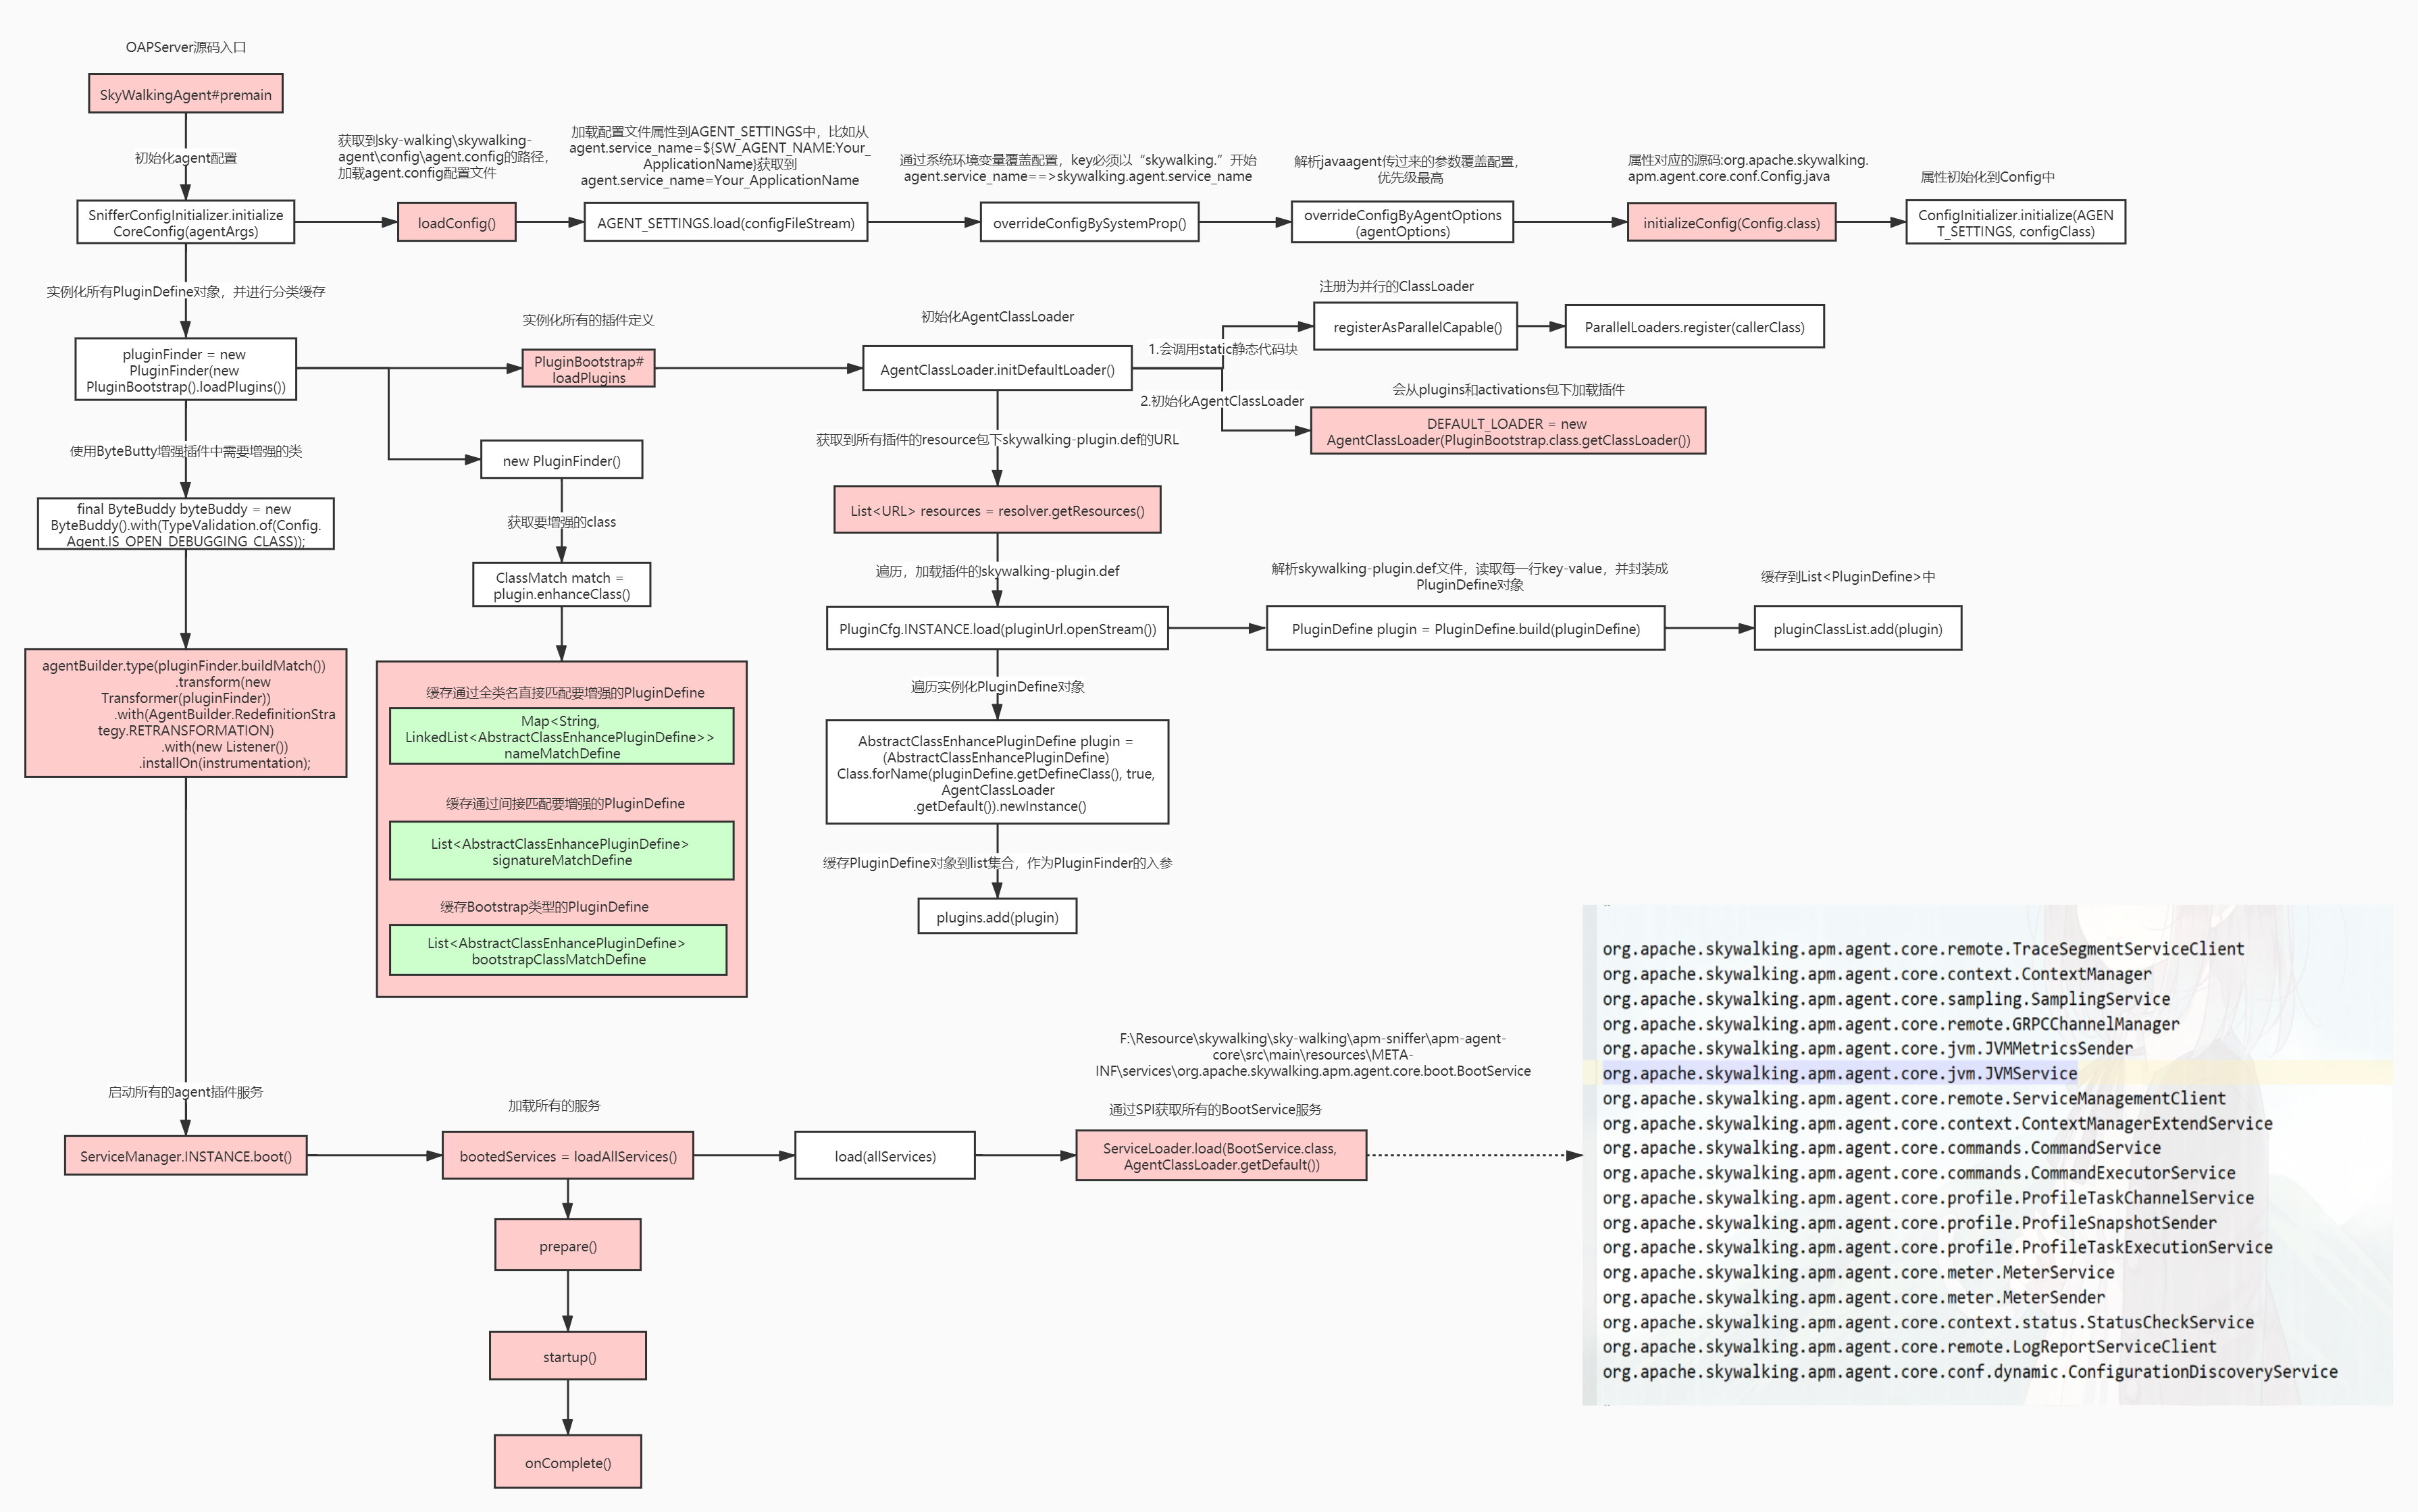 OAPServer源码入口
SkyWalkingAgent#premain
初始化agent配置
SnifferConfigInitializer.initialize
CoreConfig(agentArgs)
获取到sky-walking\skywalking-
agent\config\agent.config的路径，
加载agent.config配置文件
loadConfig()
加载配置文件属性到AGENT_SETTINGS中，比如从
agent.service_name=${SW_AGENT_NAME:Your_
ApplicationName}获取到
agent.service_name=Your_ApplicationName
AGENT_SETTINGS.load(configFileStream)
通过系统环境变量覆盖配置，key必须以“skywalking.”开始
agent.service_name==>skywalking.agent.service_name
overrideConfigBySystemProp()
解析javaagent传过来的参数覆盖配置，
优先级最高
overrideConfigByAgentOptions
(agentOptions)
属性对应的源码:org.apache.skywalking.
apm.agent.core.conf.Config.java
initializeConfig(Config.class)
属性初始化到Config中
ConfigInitializer.initialize(AGEN
T_SETTINGS, configClass)
实例化所有PluginDefine对象，并进行分类缓存
pluginFinder = new
PluginFinder(new
PluginBootstrap().loadPlugins())
实例化所有的插件定义
PluginBootstrap#
loadPlugins
初始化AgentClassLoader
AgentClassLoader.initDefaultLoader()
1.会调用static静态代码块
注册为并行的ClassLoader
registerAsParallelCapable()
ParallelLoaders.register(callerClass)
2.初始化AgentClassLoader
会从plugins和activations包下加载插件
DEFAULT_LOADER = new
AgentClassLoader(PluginBootstrap.class.getClassLoader())
使用ByteButty增强插件中需要增强的类
final ByteBuddy byteBuddy = new
ByteBuddy().with(TypeValidation.of(Config.
Agent.IS_OPEN_DEBUGGING_CLASS));
new PluginFinder()
获取要增强的class
ClassMatch match =
plugin.enhanceClass()
获取到所有插件的resource包下skywalking-plugin.def的URL
List<URL> resources = resolver.getResources()
遍历，加载插件的skywalking-plugin.def
PluginCfg.INSTANCE.load(pluginUrl.openStream())
解析skywalking-plugin.def文件，读取每一行key-value，并封装成
PluginDefine对象
PluginDefine plugin = PluginDefine.build(pluginDefine)
缓存到List<PluginDefine>中
pluginClassList.add(plugin)
agentBuilder.type(pluginFinder.buildMatch())
.transform(new
Transformer(pluginFinder))
.with(AgentBuilder.RedefinitionStra
tegy.RETRANSFORMATION)
.with(new Listener())
.installOn(instrumentation);
缓存通过全类名直接匹配要增强的PluginDefine
Map<String,
LinkedList<AbstractClassEnhancePluginDefine>>
nameMatchDefine
缓存通过间接匹配要增强的PluginDefine
List<AbstractClassEnhancePluginDefine>
signatureMatchDefine
缓存Bootstrap类型的PluginDefine
List<AbstractClassEnhancePluginDefine>
bootstrapClassMatchDefine
遍历实例化PluginDefine对象
AbstractClassEnhancePluginDefine plugin =
(AbstractClassEnhancePluginDefine)
Class.forName(pluginDefine.getDefineClass(), true,
AgentClassLoader
.getDefault()).newInstance()
缓存PluginDefine对象到list集合，作为PluginFinder的入参
plugins.add(plugin)
启动所有的agent插件服务
ServiceManager.INSTANCE.boot()
加载所有的服务
bootedServices = loadAllServices()
load(allServices)
F:\Resource\skywalking\sky-walking\apm-sniffer\apm-agent-
core\src\main\resources\META-
INF\services\org.apache.skywalking.apm.agent.core.boot.BootService
通过SPI获取所有的BootService服务
ServiceLoader.load(BootService.class,
AgentClassLoader.getDefault())
prepare()
startup()
onComplete()
org.apache.skywalking.apm.agent.core.remote.TraceSegmentServiceClient
org.apache.skywalking.apm.agent.core.context.ContextManager
org.apache.skywalking.apm.agent.core.sampling.SamplingService
org.apache.skywalking.apm.agent.core.remote.GRPCChannelManager
org.apache.skywalking.apm.agent.core.jvm.JVMMetricsSender
org.apache.skywalking.apm.agent.core.jvm.JVMService
org.apache.skywalking.apm.agent.core.remote.ServiceManagementClient
org.apache.skywalking.apm.agent.core.context.ContextManagerExtendService
org.apache.skywalking.apm.agent.core.commands.CommandService
org.apache.skywalking.apm.agent.core.commands.CommandExecutorService
org.apache.skywalking.apm.agent.core.profile.ProfileTaskChannelService
org.apache.skywalking.apm.agent.core.profile.ProfileSnapshotSender
org.apache.skywalking.apm.agent.core.profile.ProfileTaskExecutionService
org.apache.skywalking.apm.agent.core.meter.MeterService
org.apache.skywalking.apm.agent.core.meter.MeterSender
org.apache.skywalking.apm.agent.core.context.status.StatusCheckService
org.apache.skywalking.apm.agent.core.remote.LogReportServiceClient
org.apache.skywalking.apm.agent.core.conf.dynamic.ConfigurationDiscoveryService